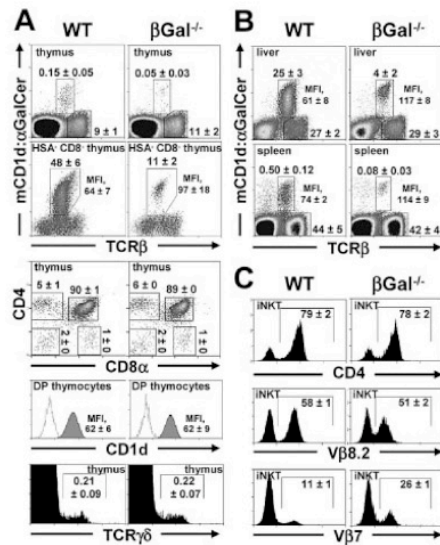 A WT βGal-/-
thymus thymus
0.15 ± 0.05 0.05 ± 0.03
9 ± 1 11 ± 2
HSA- CD8- thymus HSA- CD8- thymus
48 ± 6 11 ± 2
MFI, 64 ± 7 MFI, 97 ± 18
mCD1d:αGalCer
TCRβ
thymus thymus
5 ± 1 90 ± 1 6 ± 0 89 ± 0
2 ± 0 1 ± 0 2 ± 0 1 ± 0
CD4
CD8α
DP thymocytes DP thymocytes
MFI, 62 ± 6 MFI, 62 ± 9
CD1d
thymus thymus
0.21 ± 0.09 0.22 ± 0.07
TCRγδ
B WT βGal-/-
liver liver
25 ± 3 4 ± 2
MFI, 61 ± 8 MFI, 117 ± 8
27 ± 2 29 ± 3
spleen spleen
0.50 ± 0.12 0.08 ± 0.03
MFI, 74 ± 2 MFI, 114 ± 9
44 ± 5 42 ± 4
mCD1d:αGalCer
TCRβ
C WT βGal-/-
iNKT iNKT
79 ± 2 78 ± 2
CD4
iNKT iNKT
58 ± 1 51 ± 2
Vβ8.2
iNKT iNKT
11 ± 1 26 ± 1
Vβ7